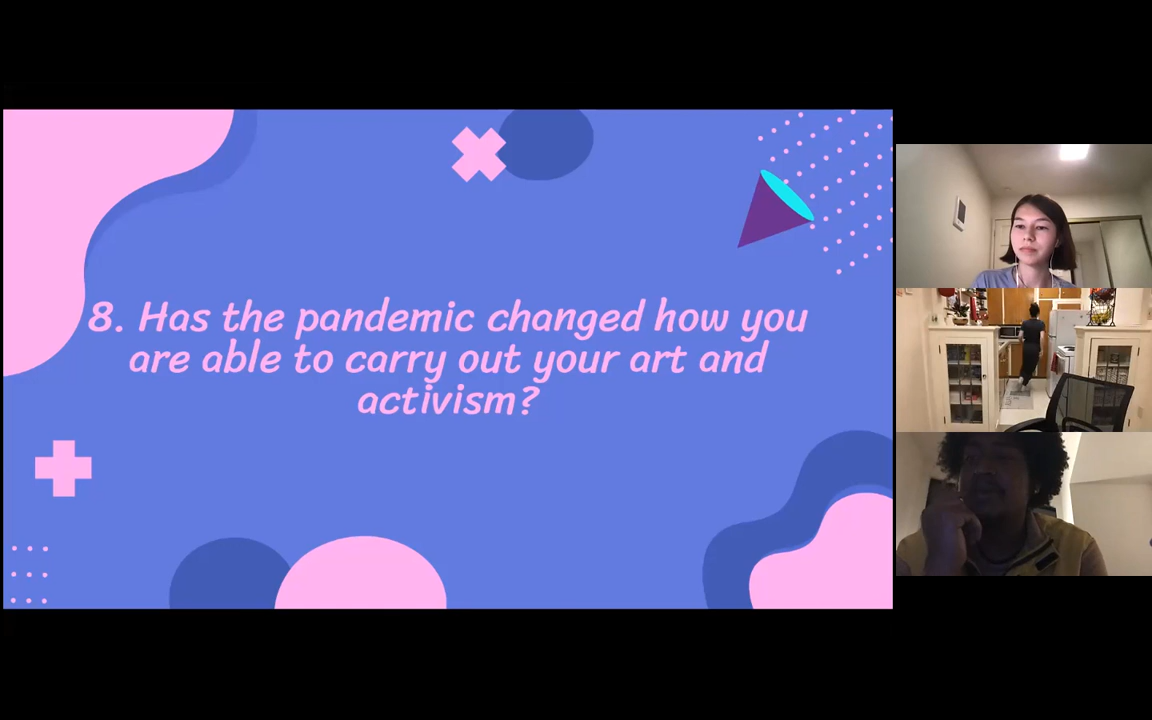 8. Has the pandemic changed how you
are able to carry out your art and
activism?